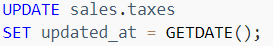 UPDATE sales.taxes
SET updated_at = GETDATE();